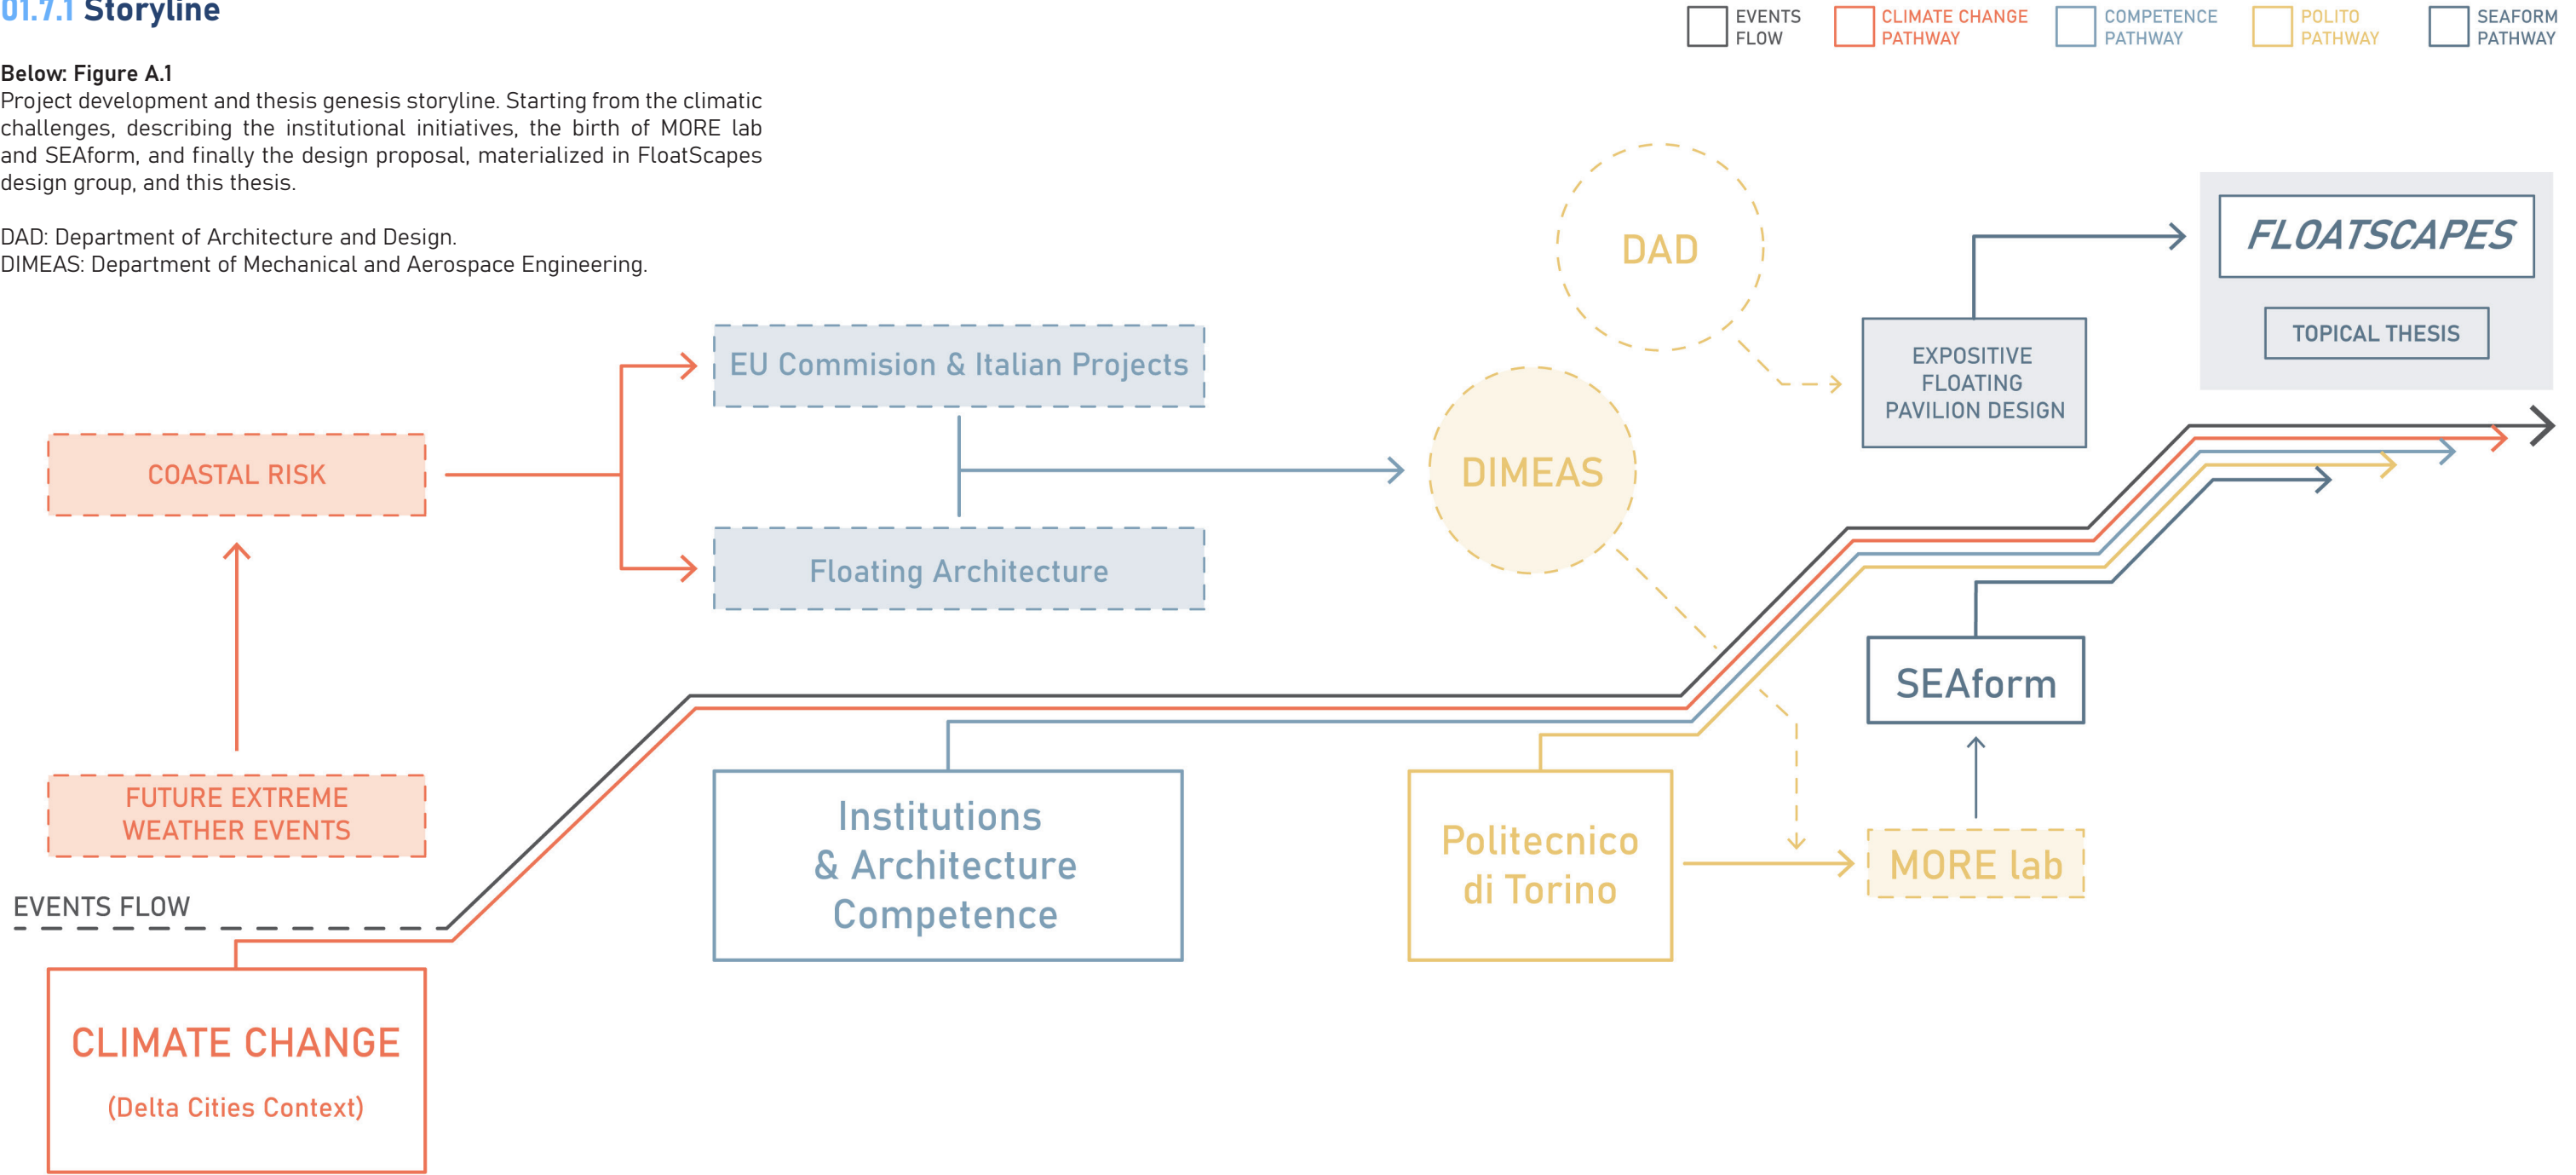 01.7.1 Storyline
EVENTS
FLOW
CLIMATE CHANGE
PATHWAY
COMPETENCE
PATHWAY
POLITO
PATHWAY
SEAFORM
PATHWAY
Below: Figure A.1
Project development and thesis genesis storyline. Starting from the climatic
challenges, describing the institutional initiatives, the birth of MORE lab
and SEAform, and finally the design proposal, materialized in FloatScapes
design group, and this thesis.
DAD: Department of Architecture and Design.
DIMEAS: Department of Mechanical and Aerospace Engineering.
DAD
FLOATSCAPES
TOPICAL THESIS
EXPOSITIVE
FLOATING
PAVILION DESIGN
EU Commision & Italian Projects
COASTAL RISK
DIMEAS
Floating Architecture
SEAform
FUTURE EXTREME
WEATHER EVENTS
Institutions
& Architecture
Competence
Politecnico
di Torino
MORE lab
EVENTS FLOW
CLIMATE CHANGE
(Delta Cities Context)